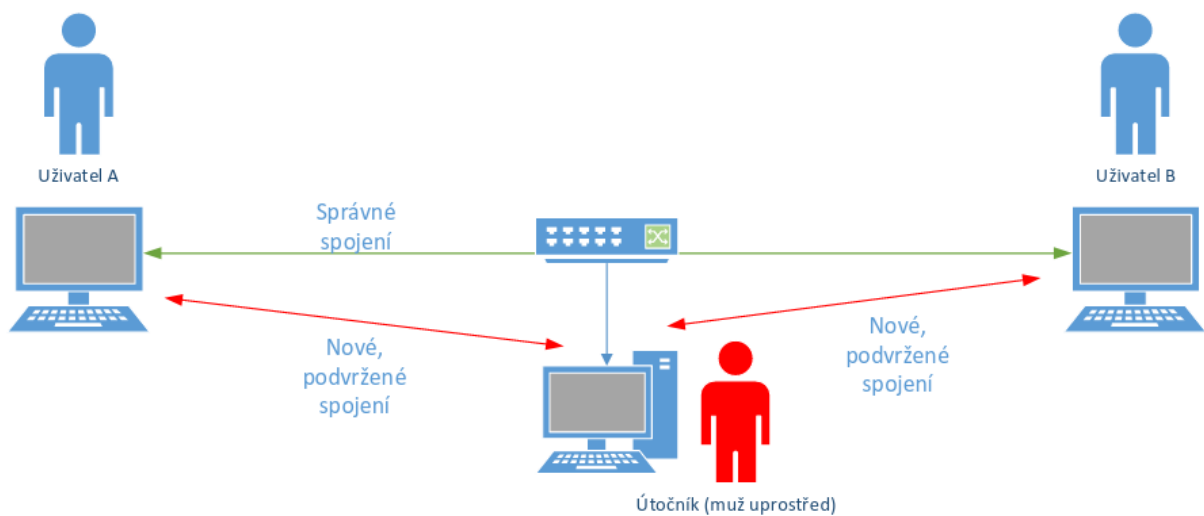 Uživatel A
Uživatel B
Správné
spojení
Nové,
podvržené
spojení
Nové,
podvržené
spojení
Útočník (muž uprostřed)